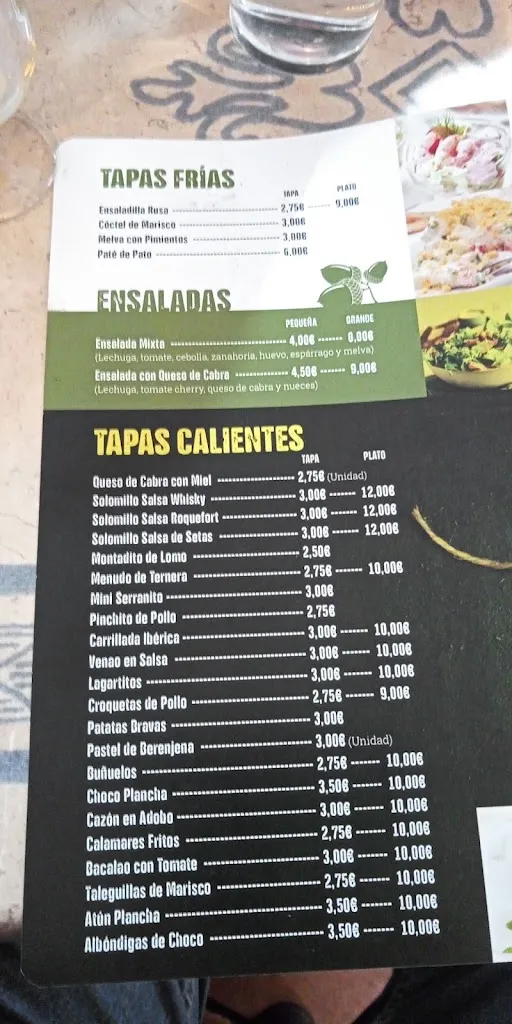 TAPAS FRÍAS
TAPA PLATO
Ensaladilla Rusa 2,75€ 9,00€
Cóctel de Marisco 3,00€
Melva con Pimientos 3,00€
Paté de Pato 6,00€
ENSALADAS
PEQUEÑA GRANDE
Ensalada Mixta 4,00€ 8,00€
(Lechuga, tomate, cebolla, zanahoria, huevo, espárrago y melva)
Ensalada con Queso de Cabra 4,50€ 9,00€
(Lechuga, tomate cherry, queso de cabra y nueces)
TAPAS CALIENTES
TAPA PLATO
Queso de Cabra con Miel 2,75€ (Unidad)
Solomillo Salsa Whisky 3,00€ 12,00€
Solomillo Salsa Roquefort 3,00€ 12,00€
Solomillo Salsa de Setas 3,00€ 12,00€
Montadito de Lomo 2,50€
Menudo de Ternera 2,75€ 10,00€
Mini Serranito 3,00€
Pinchito de Pollo 2,75€
Carrillada Ibérica 3,00€ 10,00€
Venao en Salsa 3,00€ 10,00€
Lagartitos 3,00€ 10,00€
Croquetas de Pollo 2,75€ 9,00€
Patatas Bravas 3,00€
Pastel de Berenjena 3,00€ (Unidad)
Buñuelos 2,75€ 10,00€
Choco Plancha 3,50€ 10,00€
Cazón en Adobo 3,00€ 10,00€
Calamares Fritos 2,75€ 10,00€
Bacalao con Tomate 3,00€ 10,00€
Taleguillas de Marisco 2,75€ 10,00€
Atún Plancha 3,50€ 10,00€
Albóndigas de Choco 3,50€ 10,00€